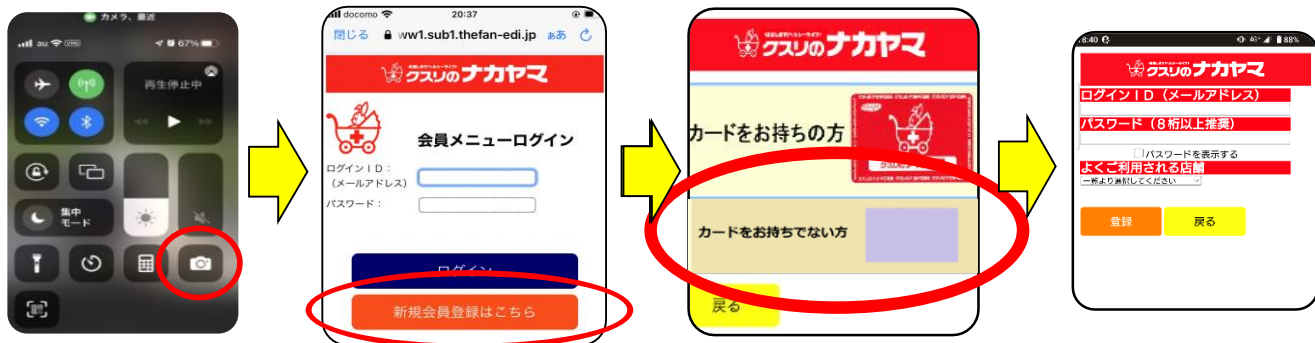 カメラ、最近
au
67%
再生停止中
集中
モード
docomo
20:37
閉じる
ww1.sub1.thefan-edi.jp
ああ
クスリのナカヤマ
会員メニューログイン
ログインID：
（メールアドレス）
パスワード：
ログイン
新規会員登録はこちら
クスリのナカヤマ
カードをお持ちの方
カードをお持ちでない方
戻る
8:40
4G+
88%
クスリのナカヤマ
ログインID（メールアドレス）
パスワード（8桁以上推奨）
パスワードを表示する
よくご利用される店舗
一覧より選択してください
登録
戻る